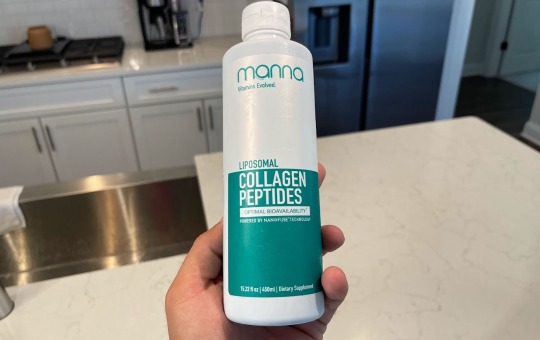 manna
Vitamins Evolved.
LIPOSOMAL
COLLAGEN
PEPTIDES
OPTIMAL BIOAVAILABILITY
POWERED BY NANOFUSE TECHNOLOGY
15.22 fl oz | 450ml | Dietary Supplement